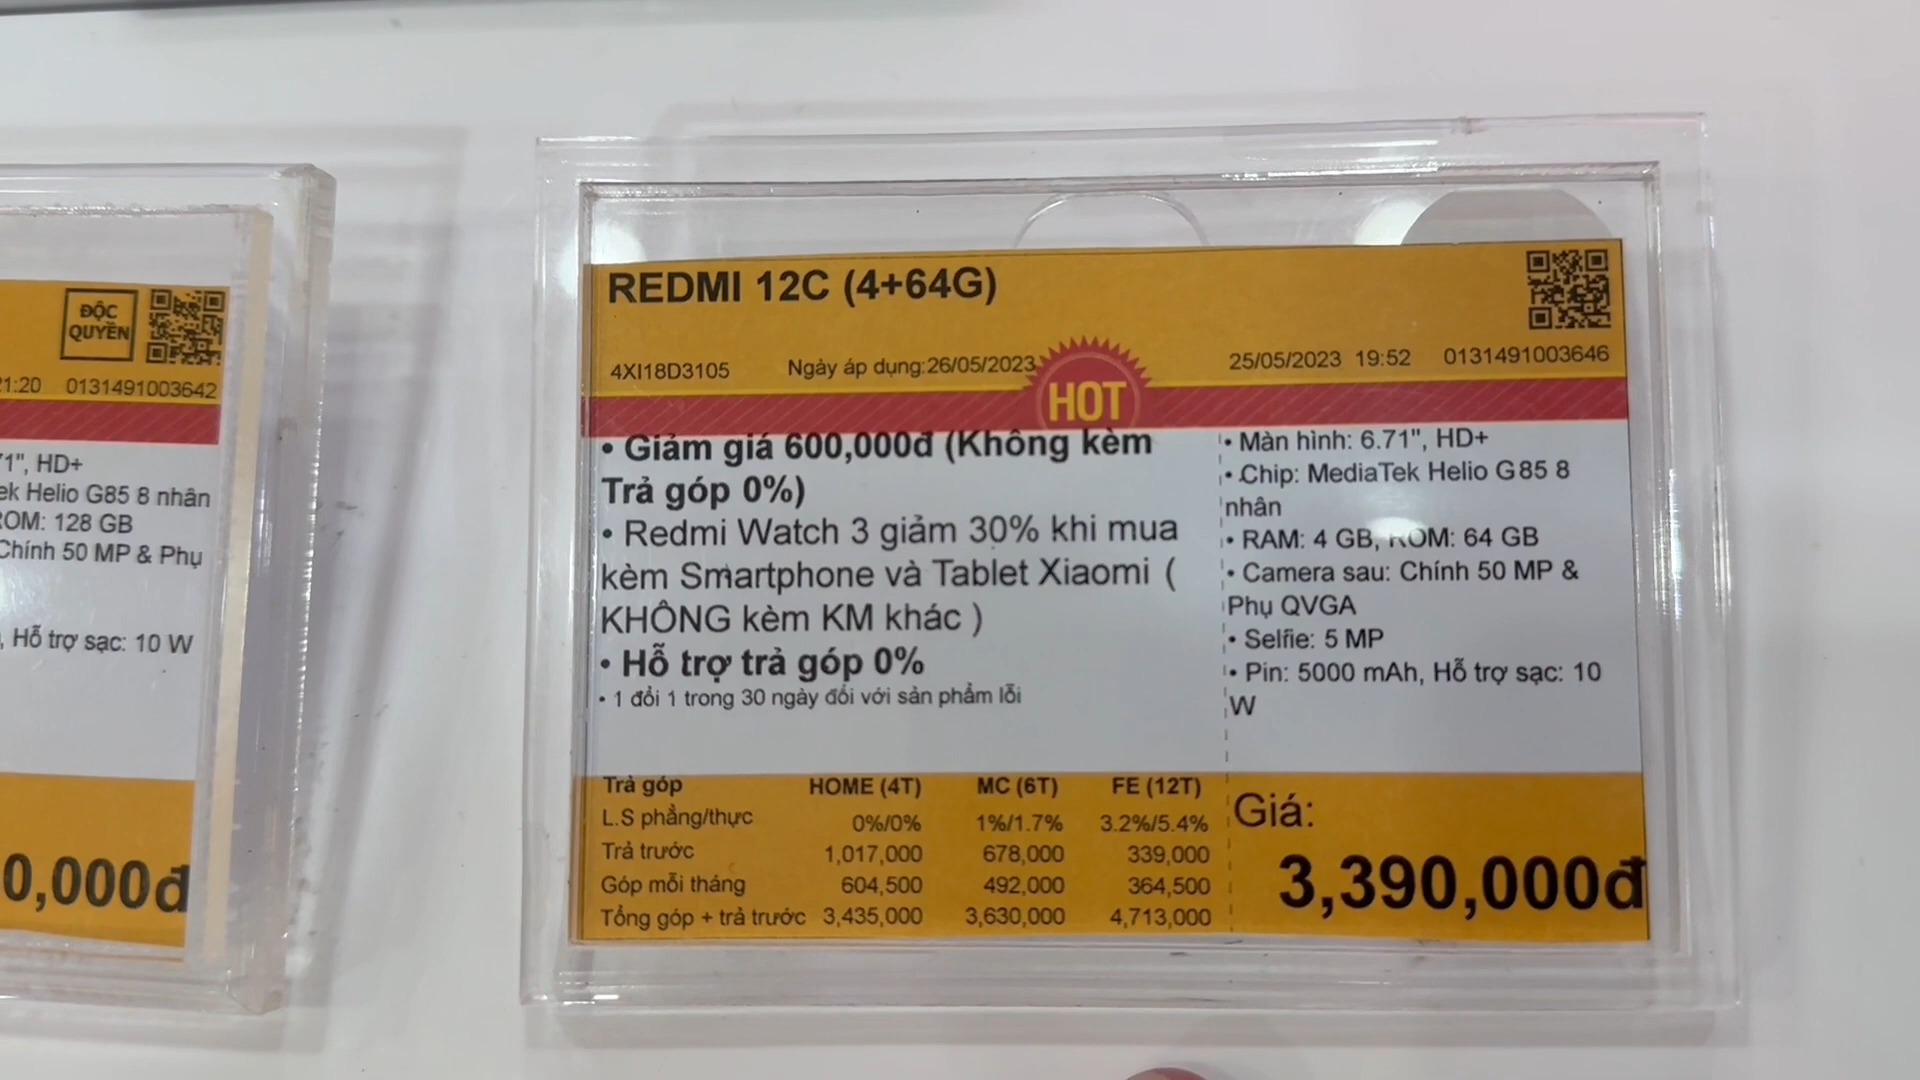 ĐỘC
QUYỀN
1:20 0131491003642
1", HD+
ek Helio G85 8 nhân
ROM: 128 GB
Chính 50 MP & Phụ
, Hỗ trợ sạc: 10 W
0,000đ
REDMI 12C (4+64G)
4XI18D3105 Ngày áp dụng:26/05/2023 25/05/2023 19:52 0131491003646
HOT
• Giảm giá 600,000đ (Không kèm
Trả góp 0%)
• Redmi Watch 3 giảm 30% khi mua
kèm Smartphone và Tablet Xiaomi (
KHÔNG kèm KM khác )
• Hỗ trợ trả góp 0%
• 1 đổi 1 trong 30 ngày đối với sản phẩm lỗi
• Màn hình: 6.71", HD+
• Chip: MediaTek Helio G85 8
nhân
• RAM: 4 GB, ROM: 64 GB
• Camera sau: Chính 50 MP &
Phụ QVGA
• Selfie: 5 MP
• Pin: 5000 mAh, Hỗ trợ sạc: 10
W
Trả góp HOME (4T) MC (6T) FE (12T)
L.S phẳng/thực 0%/0% 1%/1.7% 3.2%/5.4%
Trả trước 1,017,000 678,000 339,000
Góp mỗi tháng 604,500 492,000 364,500
Tổng góp + trả trước 3,435,000 3,630,000 4,713,000
Giá:
3,390,000đ